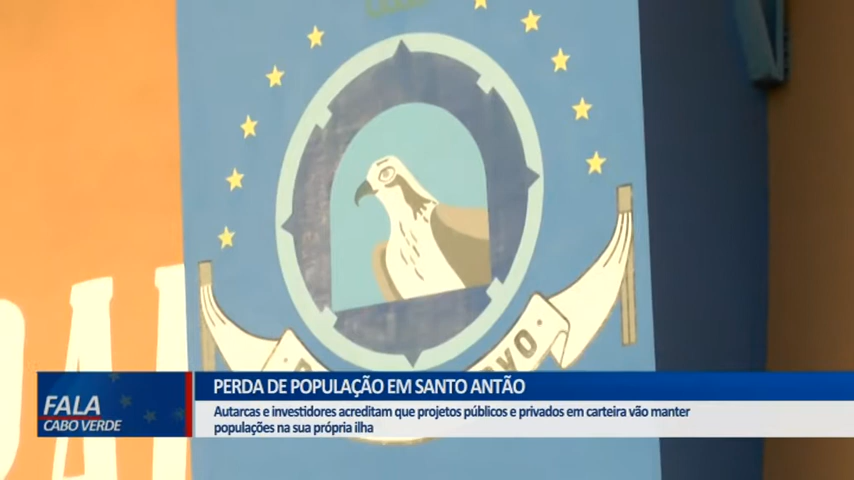 PERDA DE POPULAÇÃO EM SANTO ANTÃO
FALA
CABO VERDE
Autarcas e investidores acreditam que projetos públicos e privados em carteira vão manter
populações na sua própria ilha